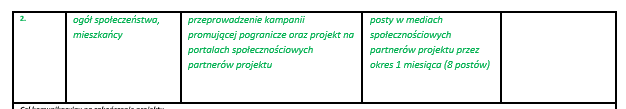 2.
ogół społeczeństwa,
mieszkańcy
przeprowadzenie kampanii
promującej pogranicze oraz projekt na
portalach społecznościowych
partnerów projektu
posty w mediach
społecznościowych
partnerów projektu przez
okres 1 miesiąca (8 postów)